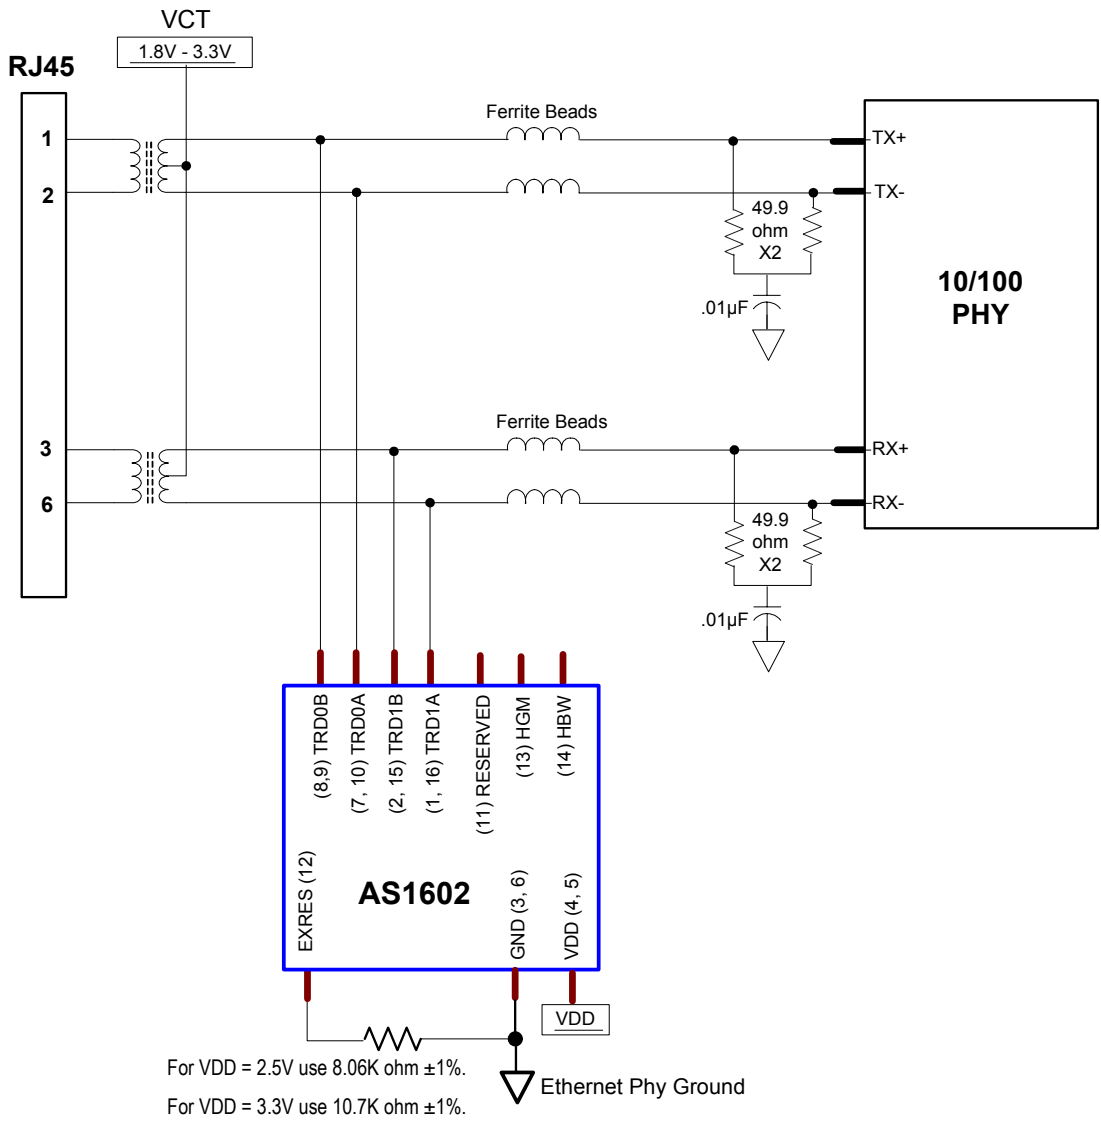 VCT
1.8V - 3.3V
RJ45
1
2
3
6
Ferrite Beads
TX+
TX-
49.9
ohm
X2
.01µF
10/100
PHY
Ferrite Beads
RX+
RX-
49.9
ohm
X2
.01µF
(8,9) TRD0B
(7, 10) TRD0A
(2, 15) TRD1B
(1, 16) TRD1A
(11) RESERVED
(13) HGM
(14) HBW
AS1602
EXRES (12)
GND (3, 6)
VDD (4, 5)
VDD
For VDD = 2.5V use 8.06K ohm ±1%.
For VDD = 3.3V use 10.7K ohm ±1%.
Ethernet Phy Ground